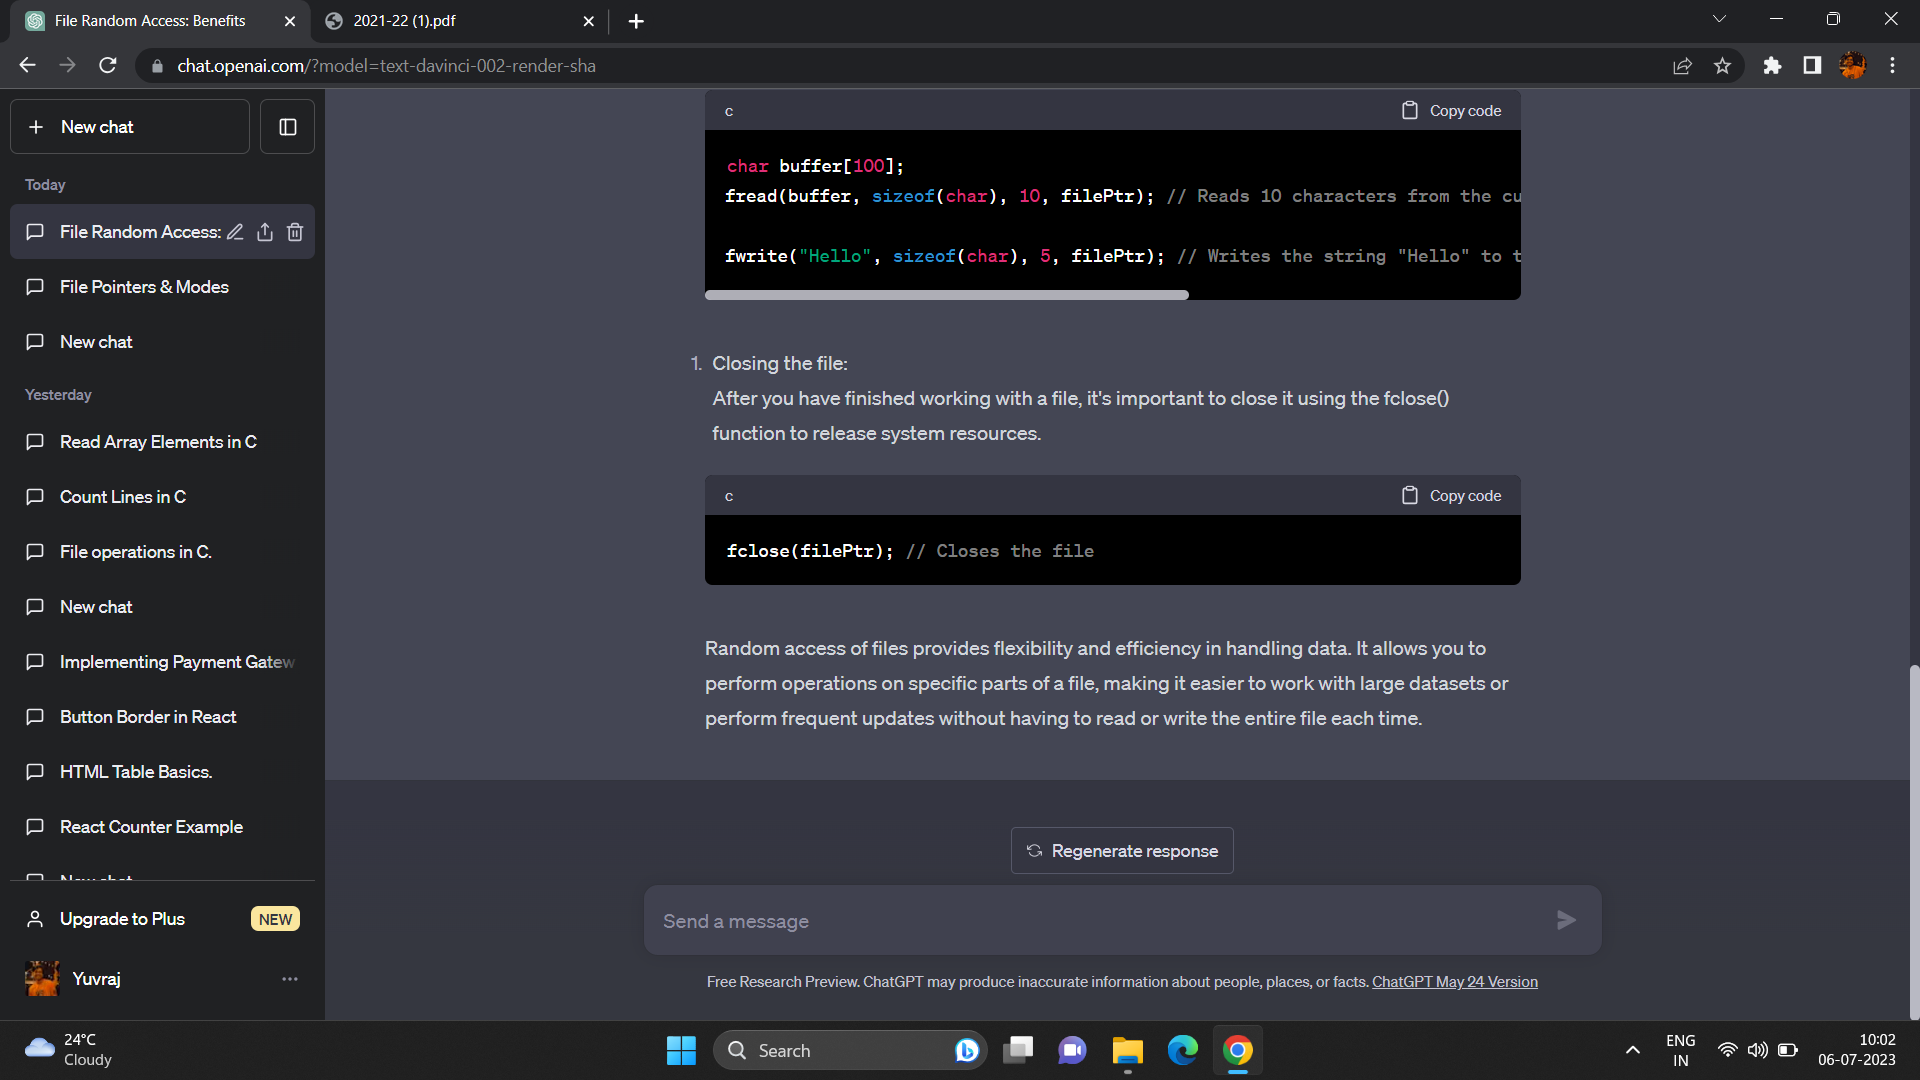 File Random Access: Benefits
2021-22 (1).pdf
chat.openai.com/?model=text-davinci-002-render-sha
New chat
Today
File Random Access:
File Pointers & Modes
New chat
Yesterday
Read Array Elements in C
Count Lines in C
File operations in C.
New chat
Implementing Payment Gatew
Button Border in React
HTML Table Basics.
React Counter Example
New chat
Upgrade to Plus NEW
Yuvraj
c Copy code
char buffer[100];
fread(buffer, sizeof(char), 10, filePtr); // Reads 10 characters from the cu
fwrite("Hello", sizeof(char), 5, filePtr); // Writes the string "Hello" to t
1. Closing the file:
After you have finished working with a file, it's important to close it using the fclose()
function to release system resources.
c Copy code
fclose(filePtr); // Closes the file
Random access of files provides flexibility and efficiency in handling data. It allows you to
perform operations on specific parts of a file, making it easier to work with large datasets or
perform frequent updates without having to read or write the entire file each time.
Regenerate response
Send a message
Free Research Preview. ChatGPT may produce inaccurate information about people, places, or facts. ChatGPT May 24 Version
24°C
Cloudy
Search
ENG
IN
10:02
06-07-2023